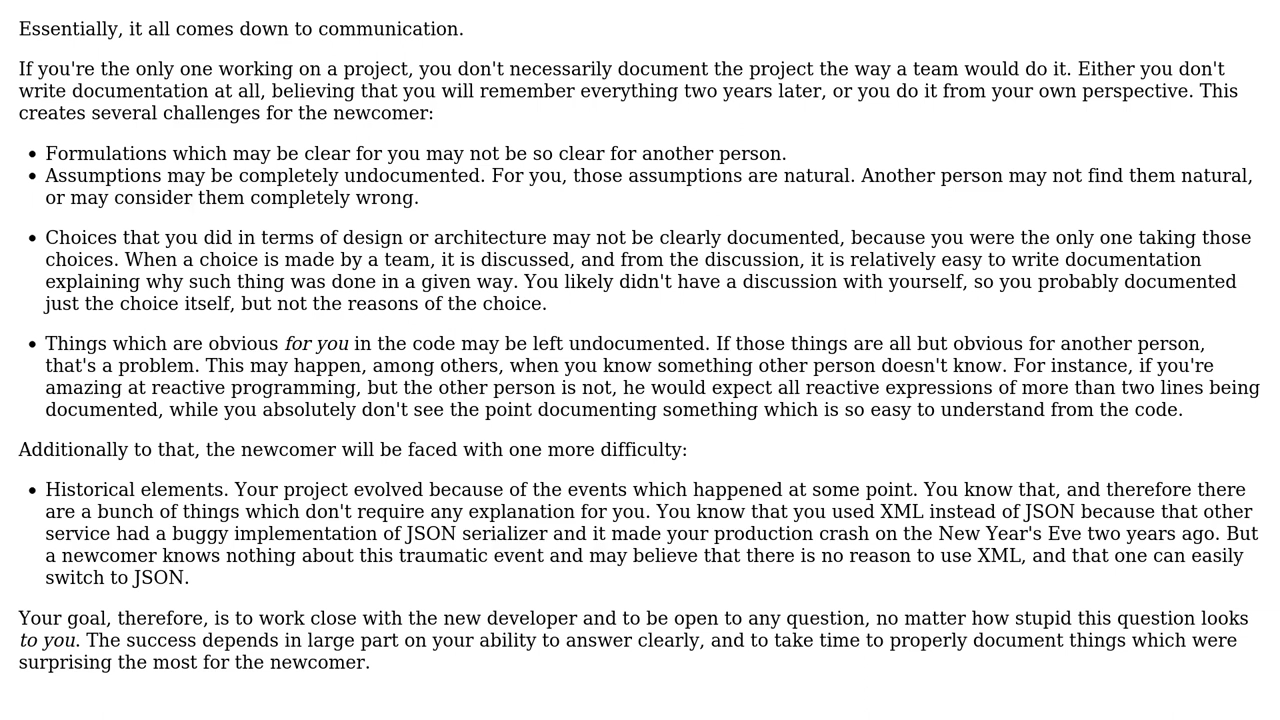 Essentially, it all comes down to communication.
If you're the only one working on a project, you don't necessarily document the project the way a team would do it. Either you don't
write documentation at all, believing that you will remember everything two years later, or you do it from your own perspective. This
creates several challenges for the newcomer:
• Formulations which may be clear for you may not be so clear for another person.
• Assumptions may be completely undocumented. For you, those assumptions are natural. Another person may not find them natural,
or may consider them completely wrong.
• Choices that you did in terms of design or architecture may not be clearly documented, because you were the only one taking those
choices. When a choice is made by a team, it is discussed, and from the discussion, it is relatively easy to write documentation
explaining why such thing was done in a given way. You likely didn't have a discussion with yourself, so you probably documented
just the choice itself, but not the reasons of the choice.
• Things which are obvious for you in the code may be left undocumented. If those things are all but obvious for another person,
that's a problem. This may happen, among others, when you know something other person doesn't know. For instance, if you're
amazing at reactive programming, but the other person is not, he would expect all reactive expressions of more than two lines being
documented, while you absolutely don't see the point documenting something which is so easy to understand from the code.
Additionally to that, the newcomer will be faced with one more difficulty:
• Historical elements. Your project evolved because of the events which happened at some point. You know that, and therefore there
are a bunch of things which don't require any explanation for you. You know that you used XML instead of JSON because that other
service had a buggy implementation of JSON serializer and it made your production crash on the New Year's Eve two years ago. But
a newcomer knows nothing about this traumatic event and may believe that there is no reason to use XML, and that one can easily
switch to JSON.
Your goal, therefore, is to work close with the new developer and to be open to any question, no matter how stupid this question looks
to you. The success depends in large part on your ability to answer clearly, and to take time to properly document things which were
surprising the most for the newcomer.